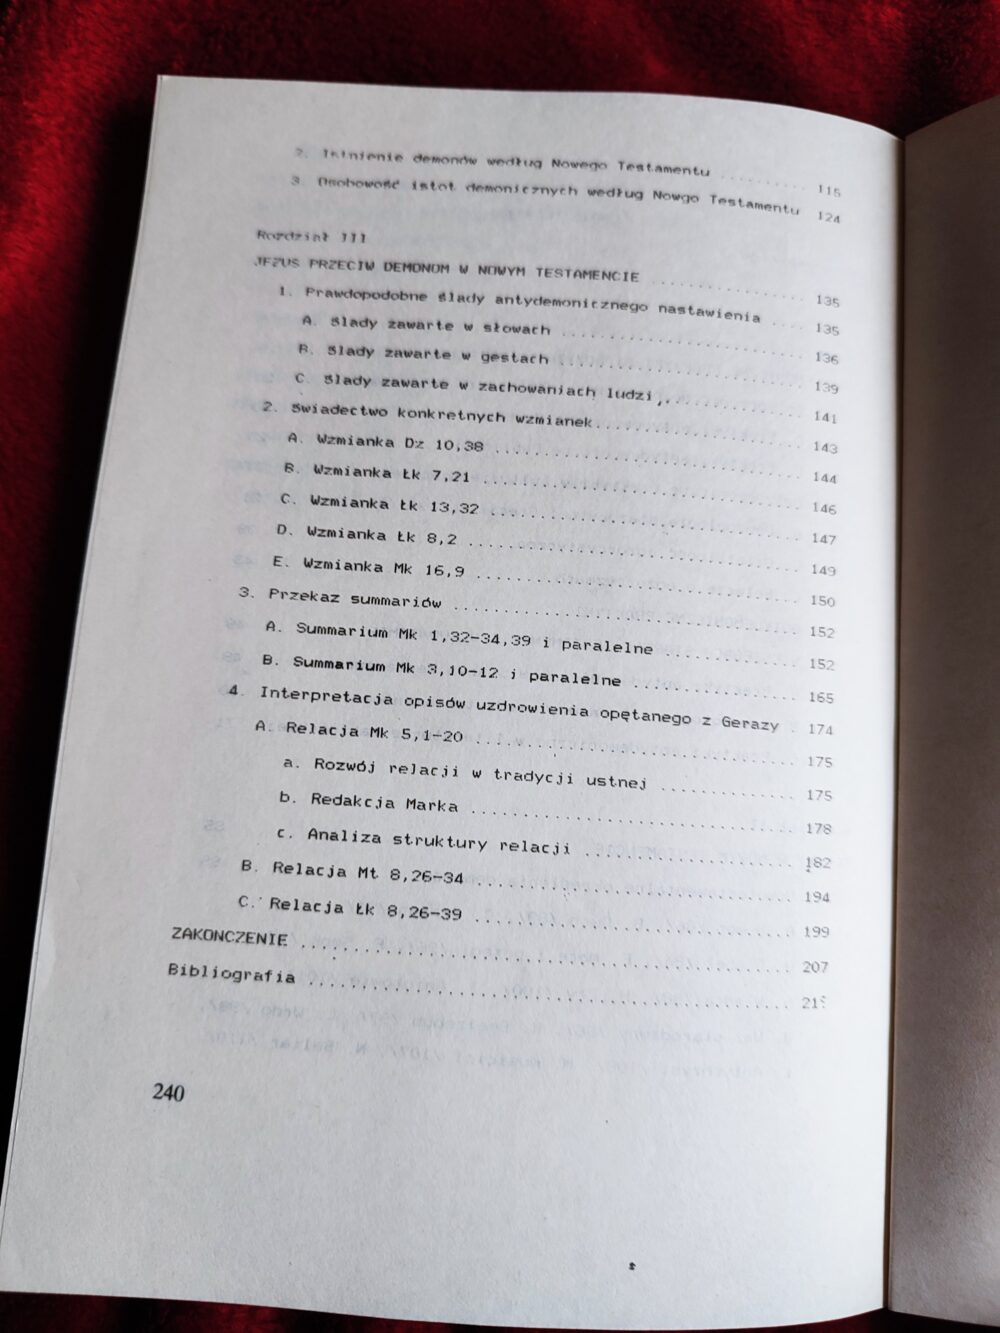 2. Istnienie demonów według Nowego Testamentu ......... 115
3. Osobowość istot demonicznych według Nowgo Testamentu 124
Rozdział III
JEZUS PRZECIW DEMONOM W NOWYM TESTAMENCIE ............... 135
1. Prawdopodobne ślady antydemonicznego nastawienia .... 135
A. Slady zawarte w słowach ........................ 136
B. Slady zawarte w gestach ........................ 139
C. Slady zawarte w zachowaniach ludzi ............. 141
2. Swiadectwo konkretnych wzmianek.................... 143
A. Wzmianka Dz 10,38 ............................ 144
B. Wzmianka Łk 7,21 ............................. 146
C. Wzmianka Łk 13,32 ............................ 147
D. Wzmianka Łk 8,2 .............................. 149
E. Wzmianka Mk 16,9 ............................. 150
3. Przekaz summariów ................................ 152
A. Summarium Mk 1,32-34,39 i paralelne ........... 152
B. Summarium Mk 3,10-12 i paralelne .............. 165
4. Interpretacja opisów uzdrowienia opętanego z Gerazy . 174
A. Relacja Mk 5,1-20 ............................ 175
a. Rozwój relacji w tradycji ustnej ............ 175
b. Redakcja Marka ............................. 178
c. Analiza struktury relacji .................. 182
B. Relacja Mt 8,26-34 ........................... 194
C. Relacja Łk 8,26-39 ........................... 199
ZAKONCZENIE ......................................... 207
Bibliografia ........................................
240